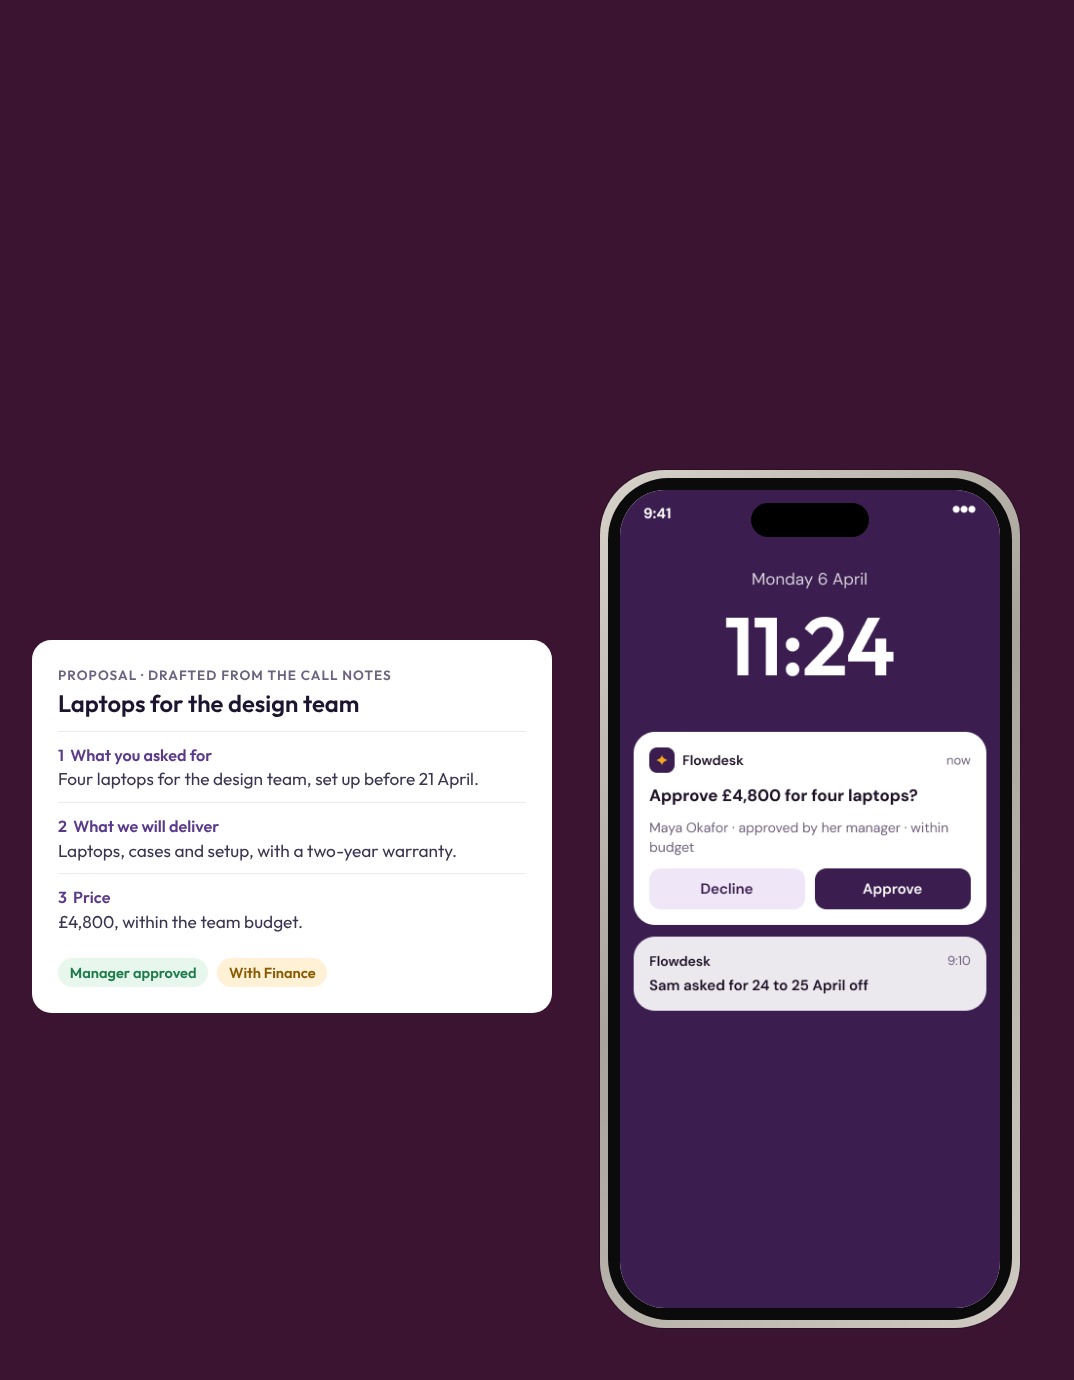 PROPOSAL · DRAFTED FROM THE CALL NOTES
Laptops for the design team
1 What you asked for
Four laptops for the design team, set up before 21 April.
2 What we will deliver
Laptops, cases and setup, with a two-year warranty.
3 Price
£4,800, within the team budget.
Manager approved
With Finance
9:41
Monday 6 April
11:24
Flowdesk
now
Approve £4,800 for four laptops?
Maya Okafor · approved by her manager · within
budget
Decline
Approve
Flowdesk
9:10
Sam asked for 24 to 25 April off